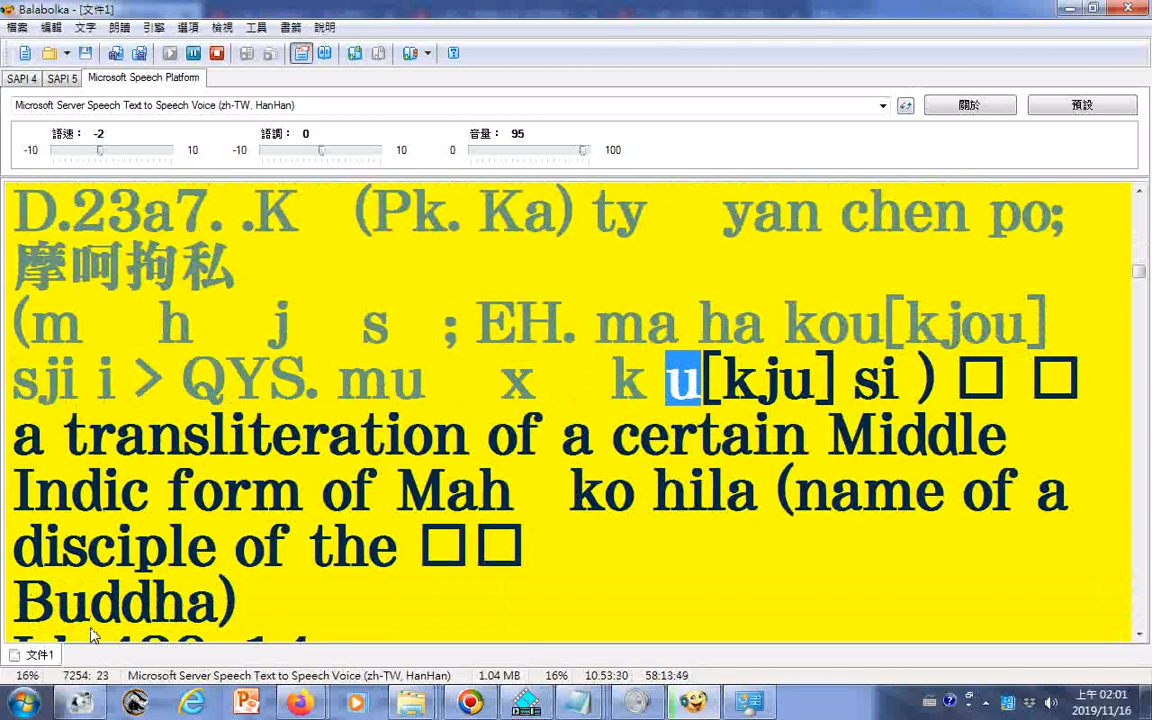 Balabolka - [文件1]
檔案 編輯 文字 朗讀 引擎 選項 檢視 工具 書籤 說明
SAPI 4 SAPI 5 Microsoft Speech Platform
Microsoft Server Speech Text to Speech Voice (zh-TW, HanHan) 關於 預設
語速： -2 語調： 0 音量： 95
-10 10 -10 10 0 100
D.23a7. .K (Pk. Ka) ty yan chen po;
摩呵拘私
(m h j s ; EH. ma ha kou[kjou]
sji i > QYS. mu x k u[kju] si ) □ □
a transliteration of a certain Middle
Indic form of Mah ko hila (name of a
disciple of the □□
Buddha)
文件1
16% 7254: 23 Microsoft Server Speech Text to Speech Voice (zh-TW, HanHan) 1.04 MB 16% 10:53:30 58:13:49
上午 02:01
2019/11/16